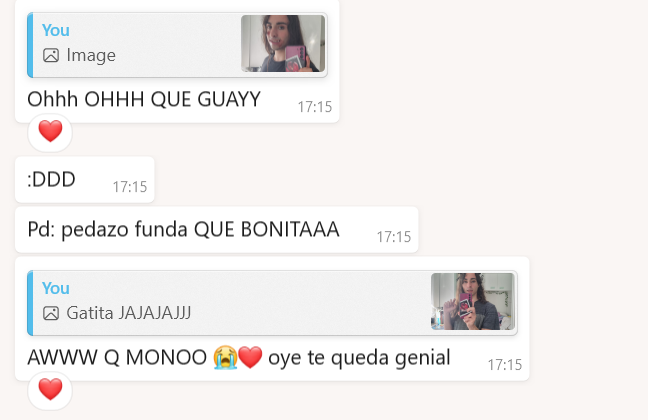 You
Image
Ohhh OHHH QUE GUAYY
17:15
❤️
:DDD
17:15
Pd: pedazo funda QUE BONITAAA
17:15
You
Gatita JAJAJAJJJ
AWWW Q MONOO 😭❤️ oye te queda genial
17:15
❤️